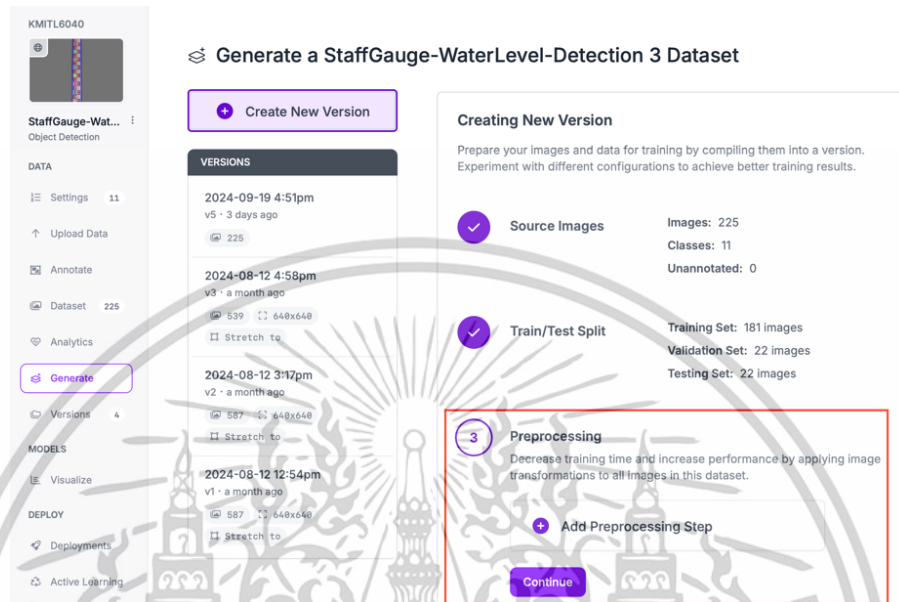 KMITL6040
StaffGauge-Wat...
Object Detection
DATA
Settings 11
Upload Data
Annotate
Dataset 225
Analytics
Generate
Versions 4
MODELS
Visualize
DEPLOY
Deployments
Active Learning
Generate a StaffGauge-WaterLevel-Detection 3 Dataset
Create New Version
VERSIONS
2024-09-19 4:51pm
v5 · 3 days ago
225
2024-08-12 4:58pm
v3 · a month ago
539 640x640
Stretch to
2024-08-12 3:17pm
v2 · a month ago
587 640x640
Stretch to
2024-08-12 12:54pm
v1 · a month ago
587 640x640
Stretch to
Creating New Version
Prepare your images and data for training by compiling them into a version.
Experiment with different configurations to achieve better training results.
Source Images
Images: 225
Classes: 11
Unannotated: 0
Train/Test Split
Training Set: 181 images
Validation Set: 22 images
Testing Set: 22 images
3
Preprocessing
Decrease training time and increase performance by applying image
transformations to all images in this dataset.
Add Preprocessing Step
Continue